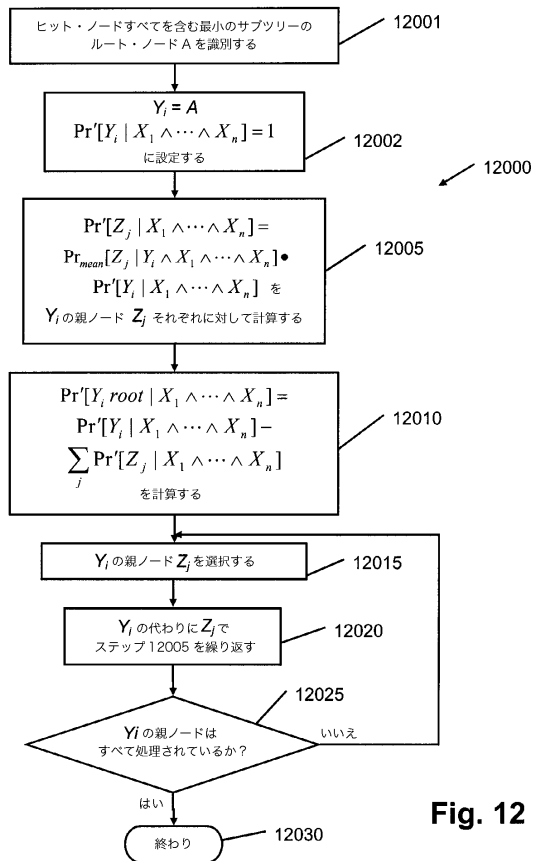 ヒット・ノードすべてを含む最小のサブツリーの
ルート・ノード A を識別する
12001
Yᵢ = A
Pr′[Yᵢ | X₁ ∧ ⋯ ∧ Xₙ] = 1
に設定する
12002
12000
Pr′[Zⱼ | X₁ ∧ ⋯ ∧ Xₙ] =
Prₘₑₐₙ[Zⱼ | Yᵢ ∧ X₁ ∧ ⋯ ∧ Xₙ] •
Pr′[Yᵢ | X₁ ∧ ⋯ ∧ Xₙ] を
Yᵢ の親ノード Zⱼ それぞれに対して計算する
12005
Pr′[Yᵢ root | X₁ ∧ ⋯ ∧ Xₙ] =
Pr′[Yᵢ | X₁ ∧ ⋯ ∧ Xₙ] −
∑ⱼ Pr′[Zⱼ | X₁ ∧ ⋯ ∧ Xₙ]
を計算する
12010
Yᵢ の親ノード Zⱼ を選択する
12015
Yᵢ の代わりに Zⱼ で
ステップ 12005 を繰り返す
12020
12025
Yi の親ノードは
すべて処理されているか?
いいえ
はい
終わり
12030
Fig. 12